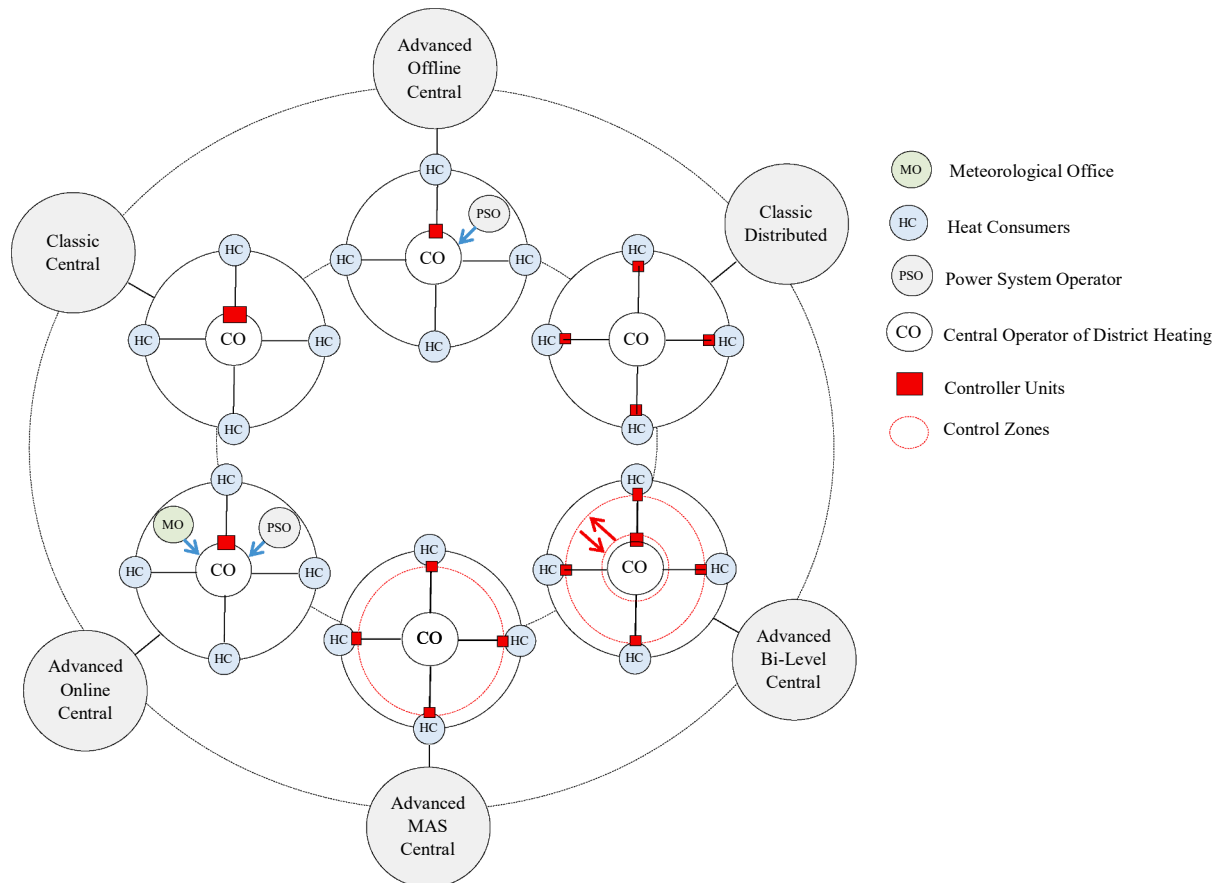 Advanced
Offline
Central
HC
PSO
HC
CO
HC
HC
Classic
Central
HC
HC
CO
HC
HC
Classic
Distributed
HC
HC
CO
HC
HC
HC
MO
PSO
HC
CO
HC
HC
Advanced
Online
Central
HC
HC
CO
HC
HC
Advanced
MAS
Central
HC
HC
CO
HC
HC
Advanced
Bi-Level
Central
MO Meteorological Office
HC Heat Consumers
PSO Power System Operator
CO Central Operator of District Heating
Controller Units
Control Zones